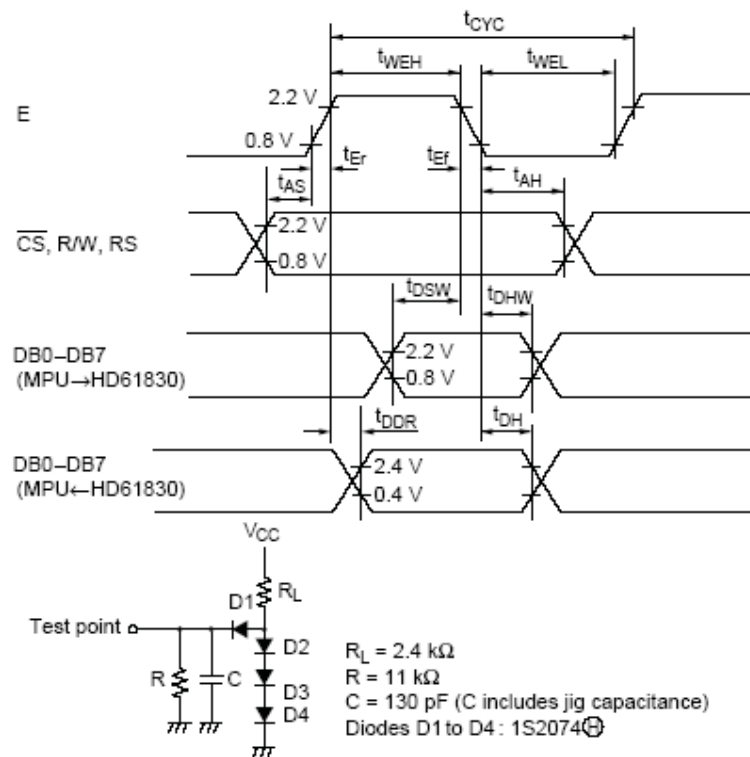 tCYC
tWEH
tWEL
E
2.2 V
0.8 V
tEr
tEf
tAS
tAH
C̅S̅, R/W, RS
2.2 V
0.8 V
tDSW
tDHW
DB0–DB7
(MPU→HD61830)
2.2 V
0.8 V
tDDR
tDH
DB0–DB7
(MPU←HD61830)
2.4 V
0.4 V
VCC
RL
D1
Test point
D2
R
C
D3
D4
RL = 2.4 kΩ
R = 11 kΩ
C = 130 pF (C includes jig capacitance)
Diodes D1 to D4 : 1S2074Ⓗ